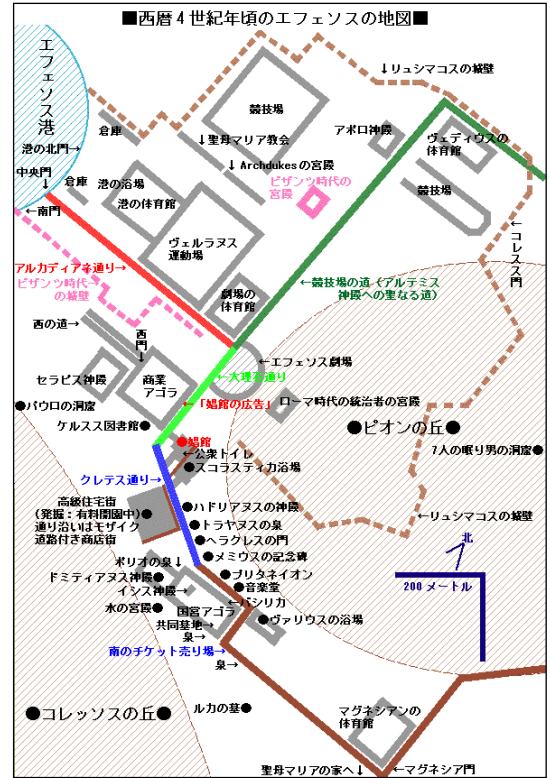 ■西暦4世紀年頃のエフェソスの地図■
エフェソス港
↓リュシマコスの城壁
競技場
倉庫
港の北門→
↓聖母マリア教会
アポロ神殿
ヴェディウスの
体育館
中央門
↓
倉庫
港の浴場
港の体育館
↓Archdukesの宮殿
ビザンツ時代の
宮殿
競技場
←南門
ヴェルラヌス
運動場
←コレスス門
アルカディアネ通り→
ビザンツ時代→
の城壁
劇場の
体育館
←競技場の道（アルテミス
神殿への聖なる道）
西の道→
西門
↓
←エフェソス劇場
セラピス神殿
商業
アゴラ
←大理石通り
●パウロの洞窟
←「娼館の広告」
ローマ時代の統治者の宮殿
ケルスス図書館●
●ピオンの丘●
●娼館
←公衆トイレ
7人の眠り男の洞窟●
クレテス通り→
←スコラスティカ浴場
高級住宅街
(発掘：有料開園中)●
通り沿いはモザイク
道路付き商店街
●ハドリアヌスの神殿
●トラヤヌスの泉
●ヘラクレスの門
●メミウスの記念碑
←リュシマコスの城壁
北
200 メートル
ポリオの泉↓
ドミティアヌス神殿●
イシス神殿→
水の宮殿●
●プリタネイオン
●音楽堂
←バシリカ
国営アゴラ
●ヴァリウスの浴場
共同墓地→
泉→
南のチケット売り場→
泉→
●コレッソスの丘●
ルカの墓●
マグネシアンの
体育館
聖母マリアの家へ↓
←マグネシア門